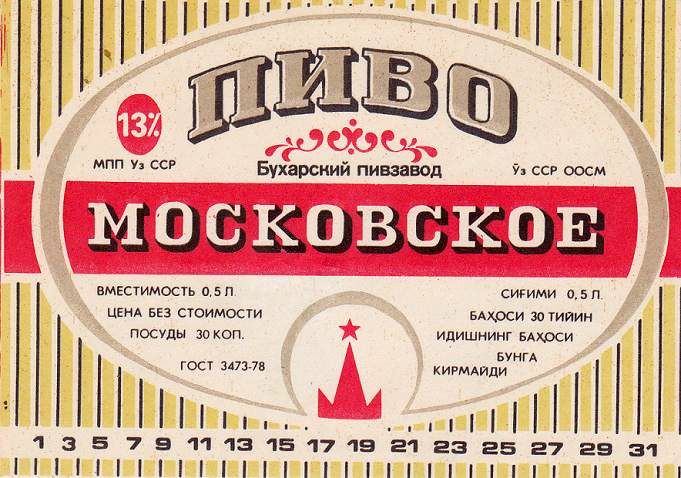 ПИВО
13%
МПП Уз ССР
Бухарский пивзавод
Ўз ССР ООСМ
МОСКОВСКОЕ
ВМЕСТИМОСТЬ 0,5 Л.
ЦЕНА БЕЗ СТОИМОСТИ
ПОСУДЫ 30 КОП.
ГОСТ 3473-78
СИҒИМИ 0,5 Л.
БАҲОСИ 30 ТИЙИН
ИДИШНИНГ БАҲОСИ
БУНГА
КИРМАЙДИ
1 3 5 7 9 11 13 15 17 19 21 23 25 27 29 31